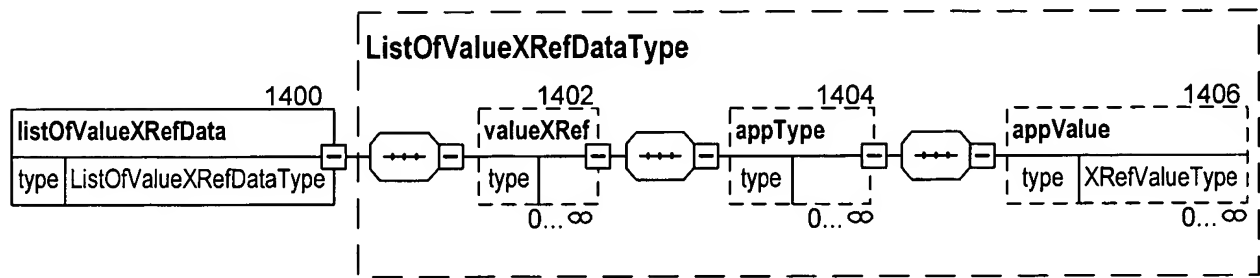 ListOfValueXRefDataType
1400
1402
1404
1406
listOfValueXRefData
valueXRef
appType
appValue
type ListOfValueXRefDataType
type
type
type XRefValueType
0...∞
0...∞
0...∞